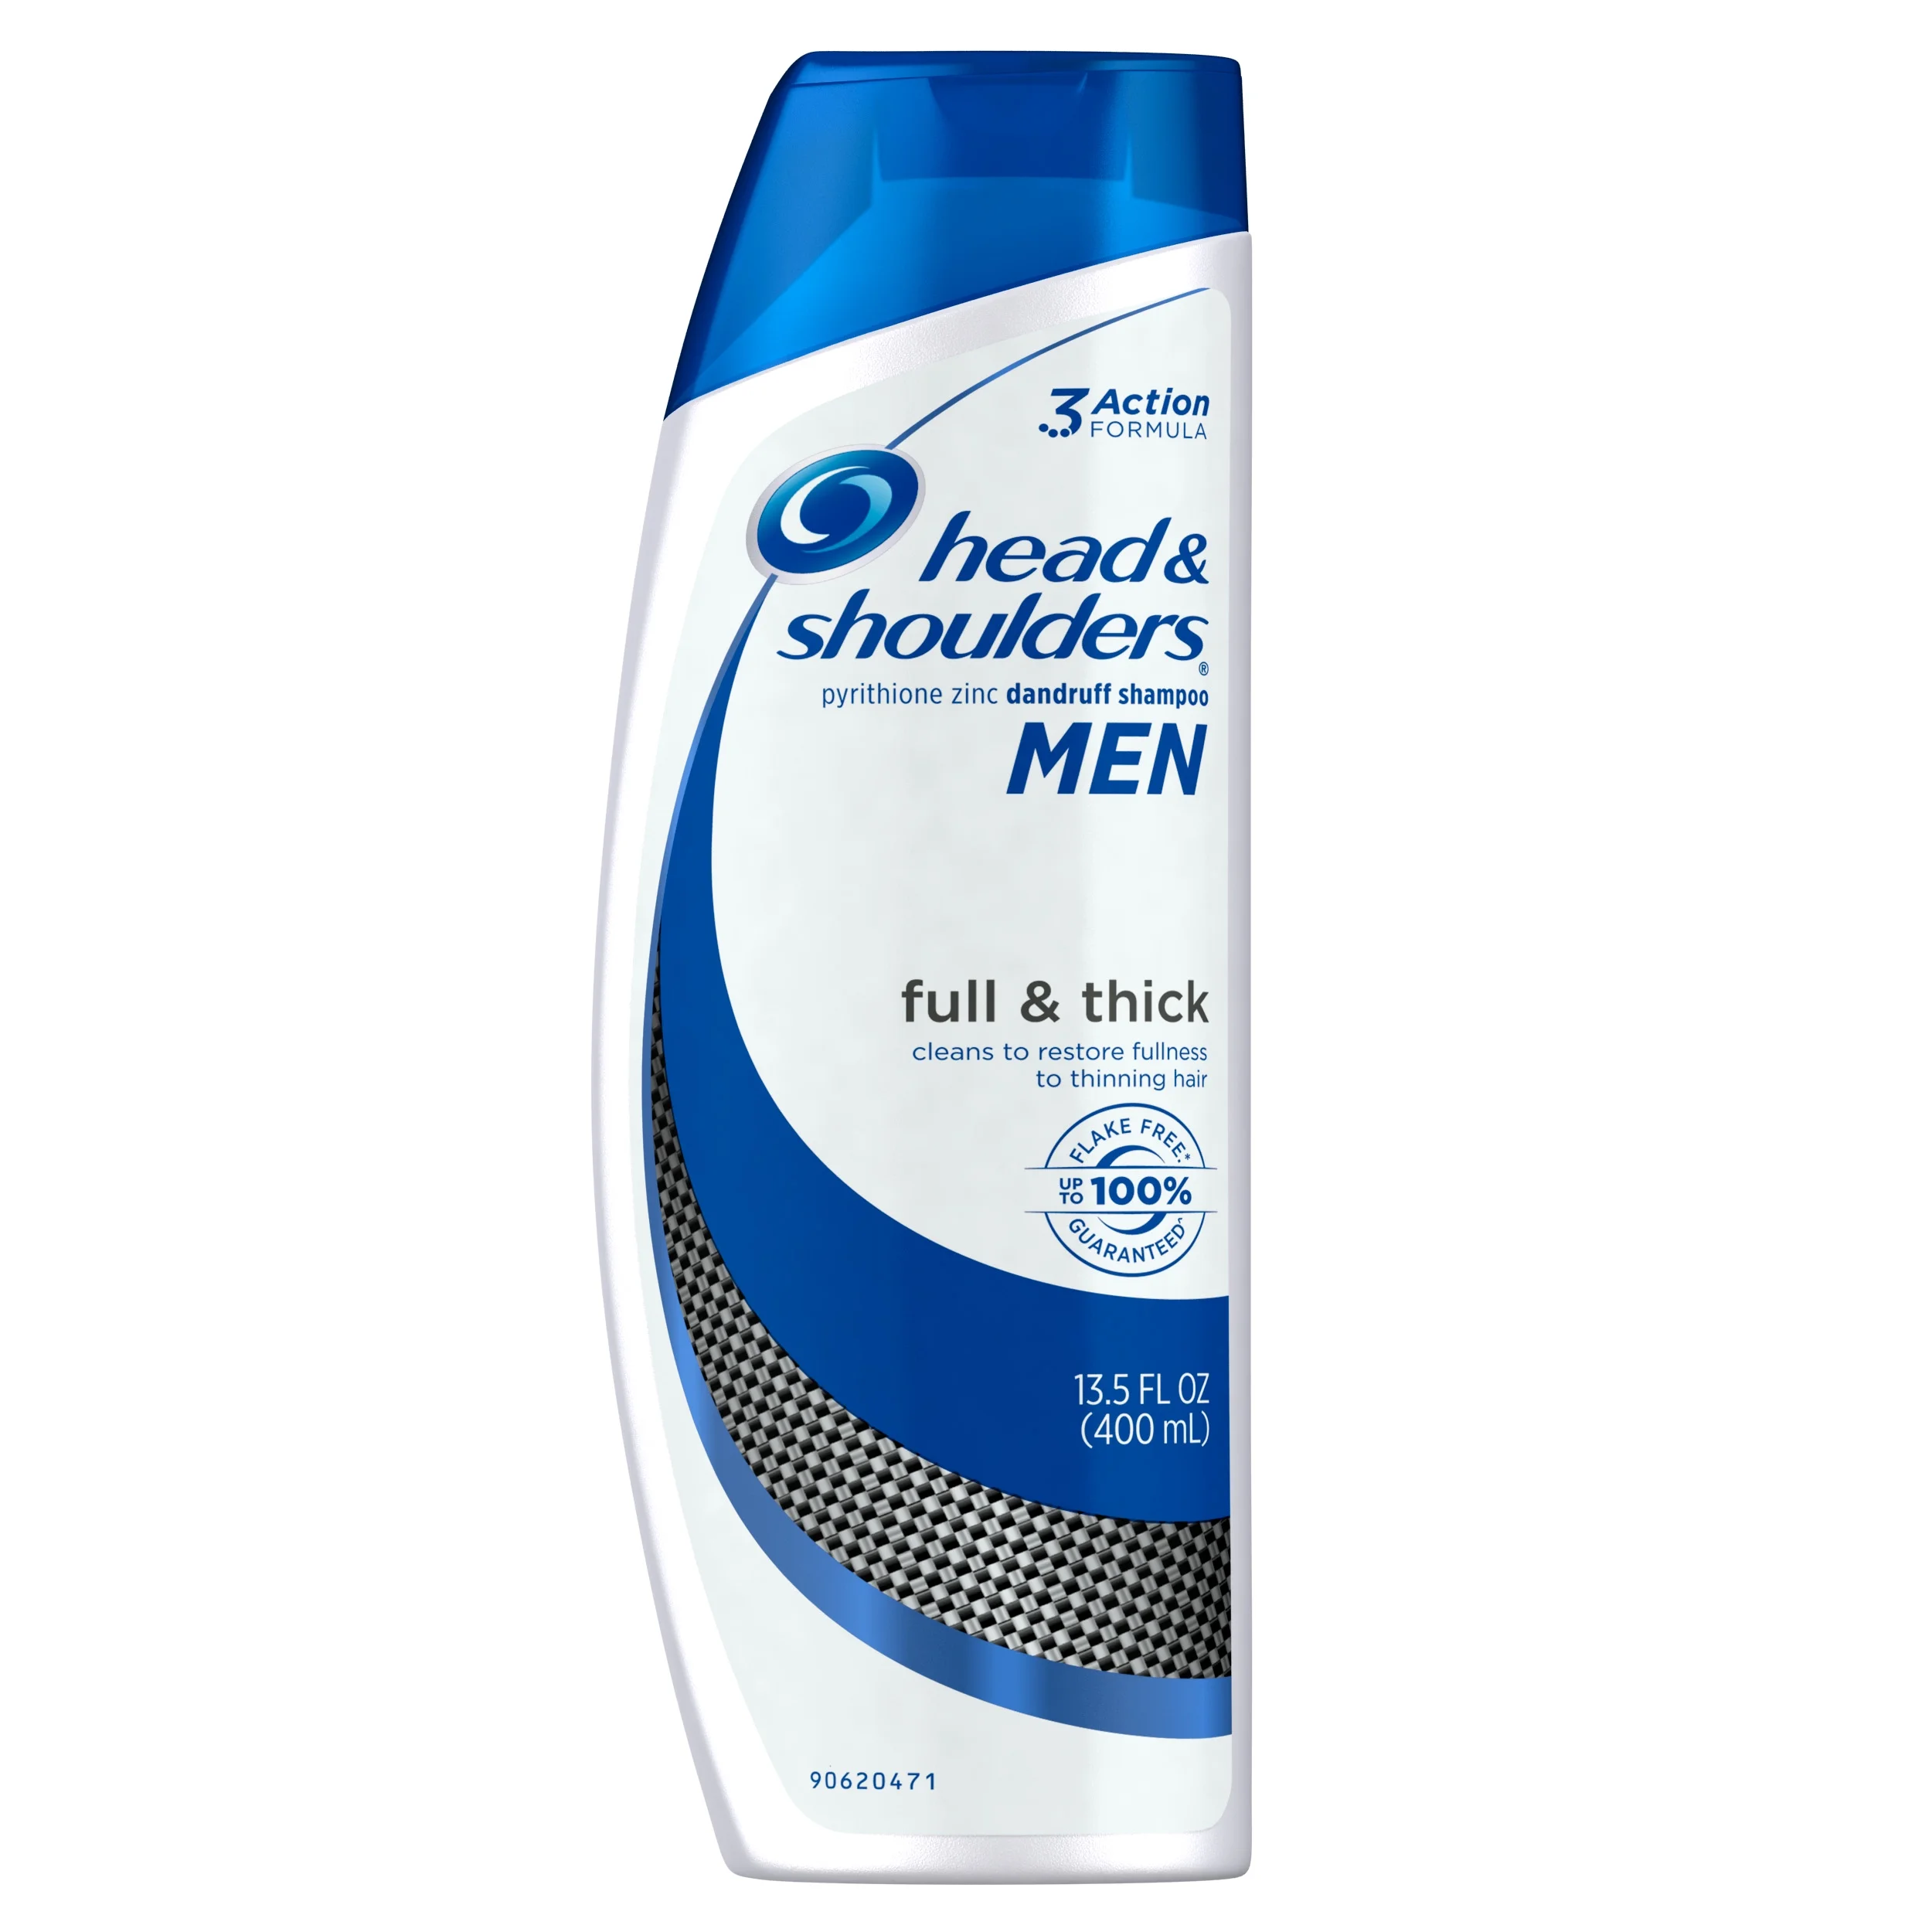 3 Action
FORMULA
head &
shoulders®
pyrithione zinc dandruff shampoo
MEN
full & thick
cleans to restore fullness
to thinning hair
FLAKE FREE.*
UP TO 100%
GUARANTEED^
13.5 FL OZ
(400 mL)
90620471